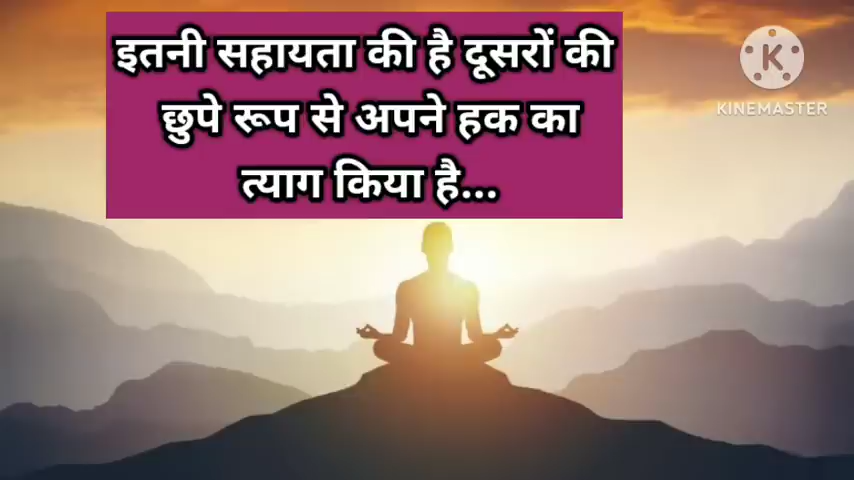 इतनी सहायता की है दूसरों की
छुपे रूप से अपने हक का
त्याग किया है...
K
KINEMASTER